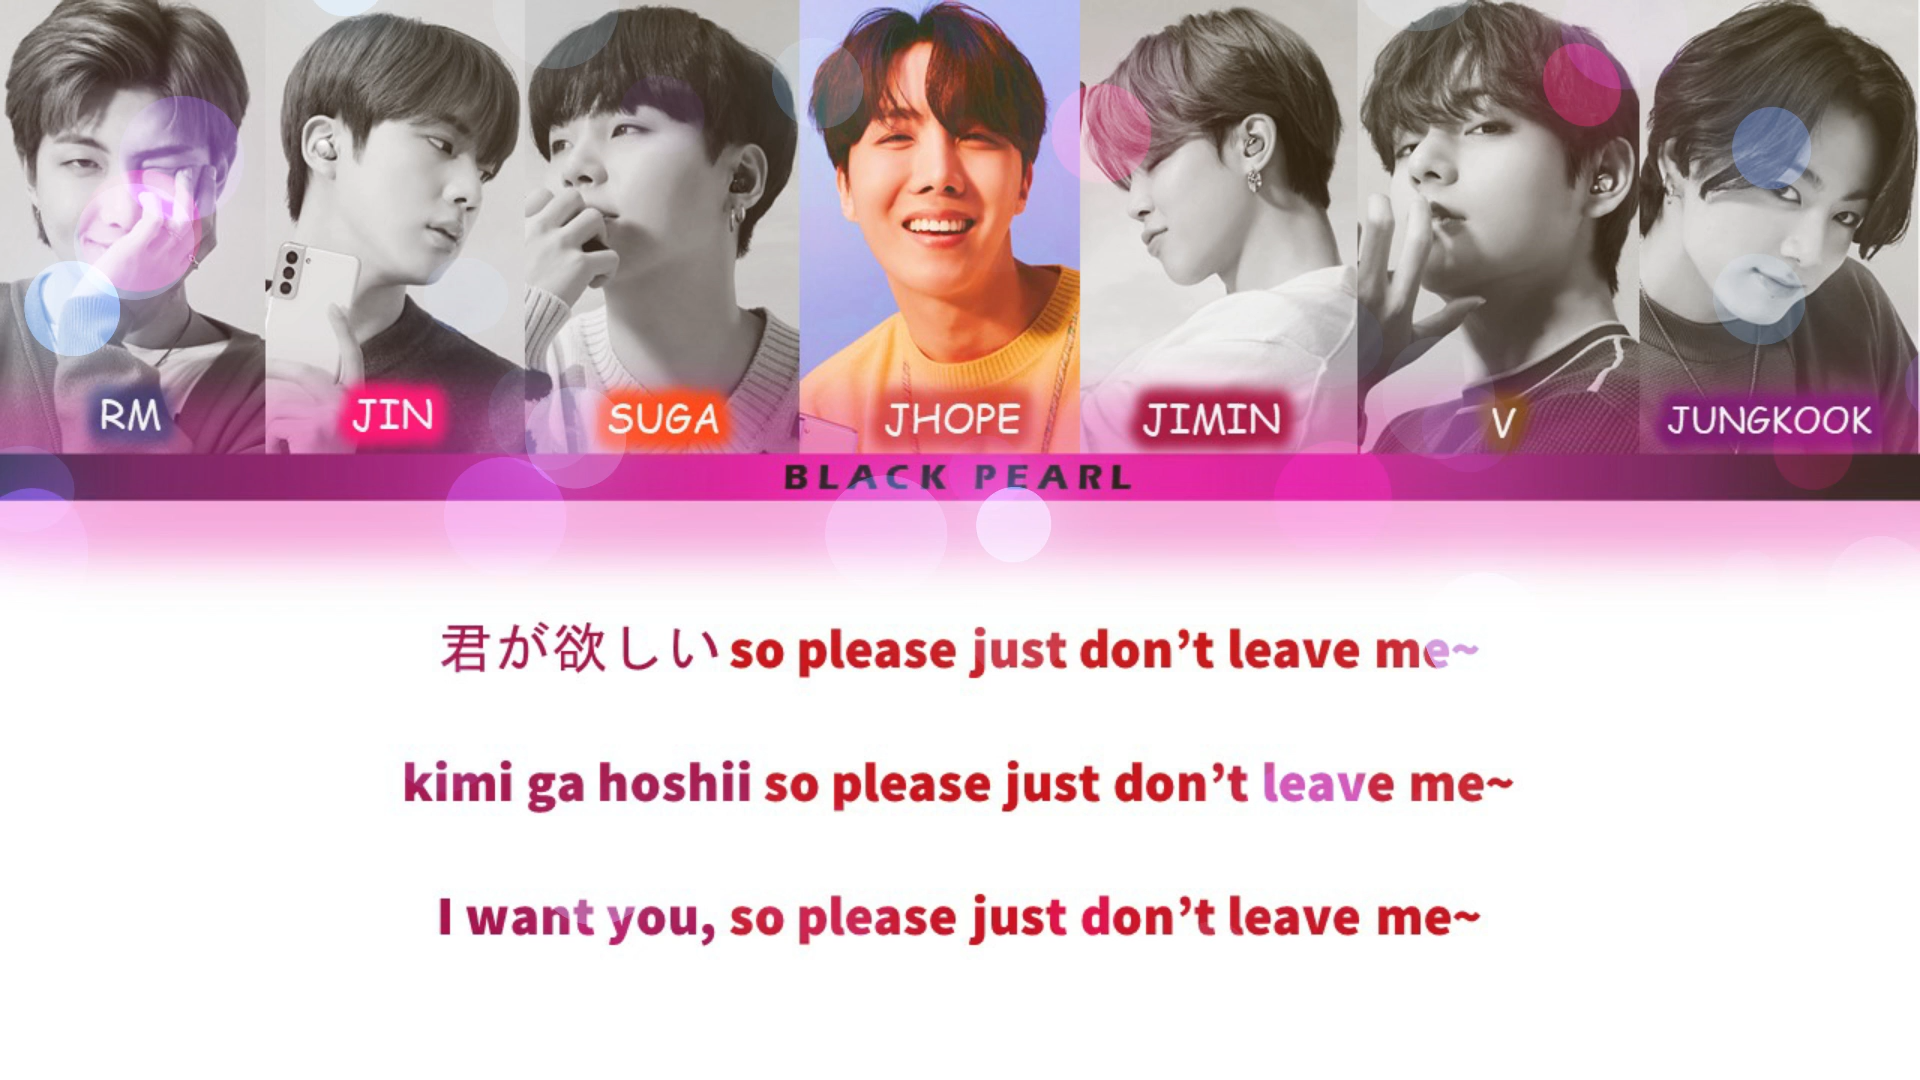 RM
JIN
SUGA
JHOPE
JIMIN
V
JUNGKOOK
BLACK PEARL
君が欲しい so please just don’t leave me~
kimi ga hoshii so please just don’t leave me~
I want you, so please just don’t leave me~